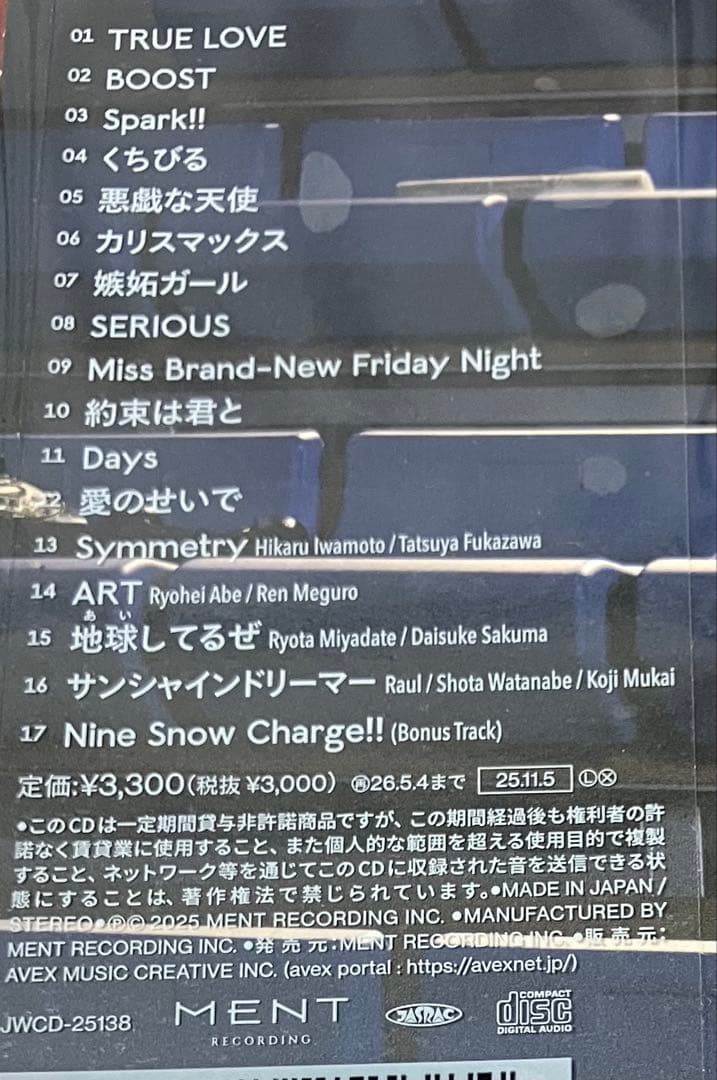 01 TRUE LOVE
02 BOOST
03 Spark!!
04 くちびる
05 悪戯な天使
06 カリスマックス
07 嫉妬ガール
08 SERIOUS
09 Miss Brand-New Friday Night
10 約束は君と
11 Days
12 愛のせいで
13 Symmetry Hikaru Iwamoto / Tatsuya Fukazawa
14 ART Ryohei Abe / Ren Meguro
あ い
15 地球してるぜ Ryota Miyadate / Daisuke Sakuma
16 サンシャインドリーマー Raul / Shota Watanabe / Koji Mukai
17 Nine Snow Charge!! (Bonus Track)
定価:¥3,300(税抜 ¥3,000) ㊢26.5.4まで 25.11.5 ⓁⓍ
•このCDは一定期間貸与非許諾商品ですが、この期間経過後も権利者の許
諾なく賃貸業に使用すること、また個人的な範囲を超える使用目的で複製
すること、ネットワーク等を通じてこのCDに収録された音を送信できる状
態にすることは、著作権法で禁じられています。•MADE IN JAPAN /
STEREO•ⓅⒸ 2025 MENT RECORDING INC. •MANUFACTURED BY
MENT RECORDING INC. •発売元:MENT RECORDING INC. •販売元:
AVEX MUSIC CREATIVE INC. (avex portal : https://avexnet.jp/)
JWCD-25138
MENT
RECORDING
JASRAC
COMPACT
disc
DIGITAL AUDIO